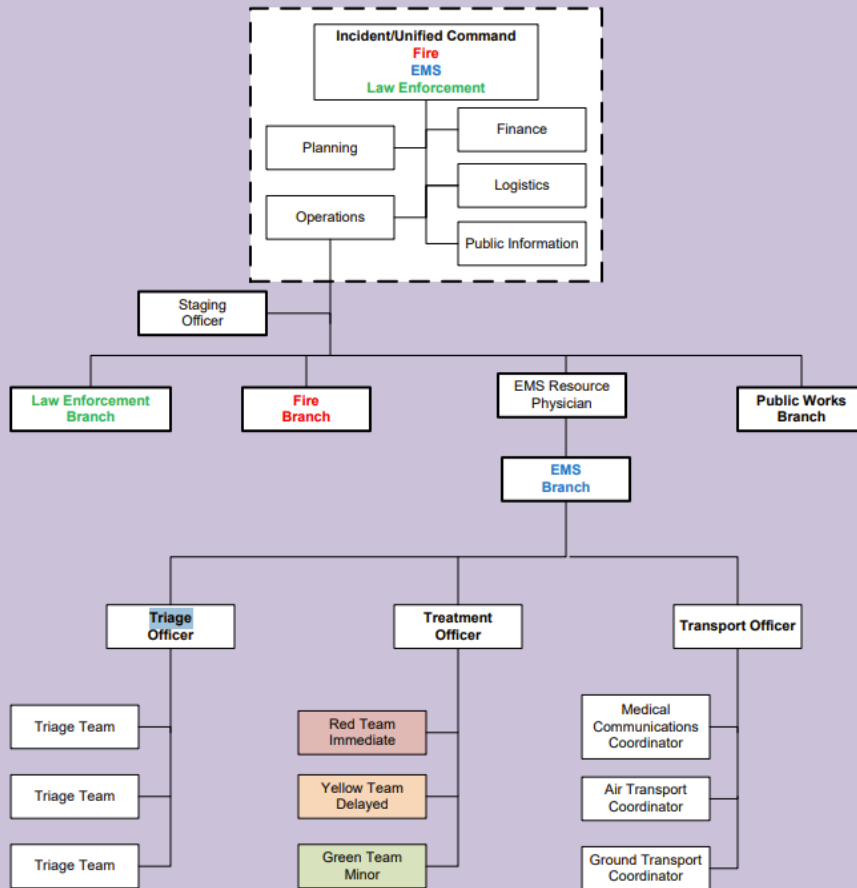 Incident/Unified Command
Fire
EMS
Law Enforcement
Planning
Finance
Logistics
Operations
Public Information
Staging
Officer
Law Enforcement
Branch
Fire
Branch
EMS Resource
Physician
Public Works
Branch
EMS
Branch
Triage
Officer
Treatment
Officer
Transport Officer
Triage Team
Red Team
Immediate
Medical
Communications
Coordinator
Triage Team
Yellow Team
Delayed
Air Transport
Coordinator
Triage Team
Green Team
Minor
Ground Transport
Coordinator